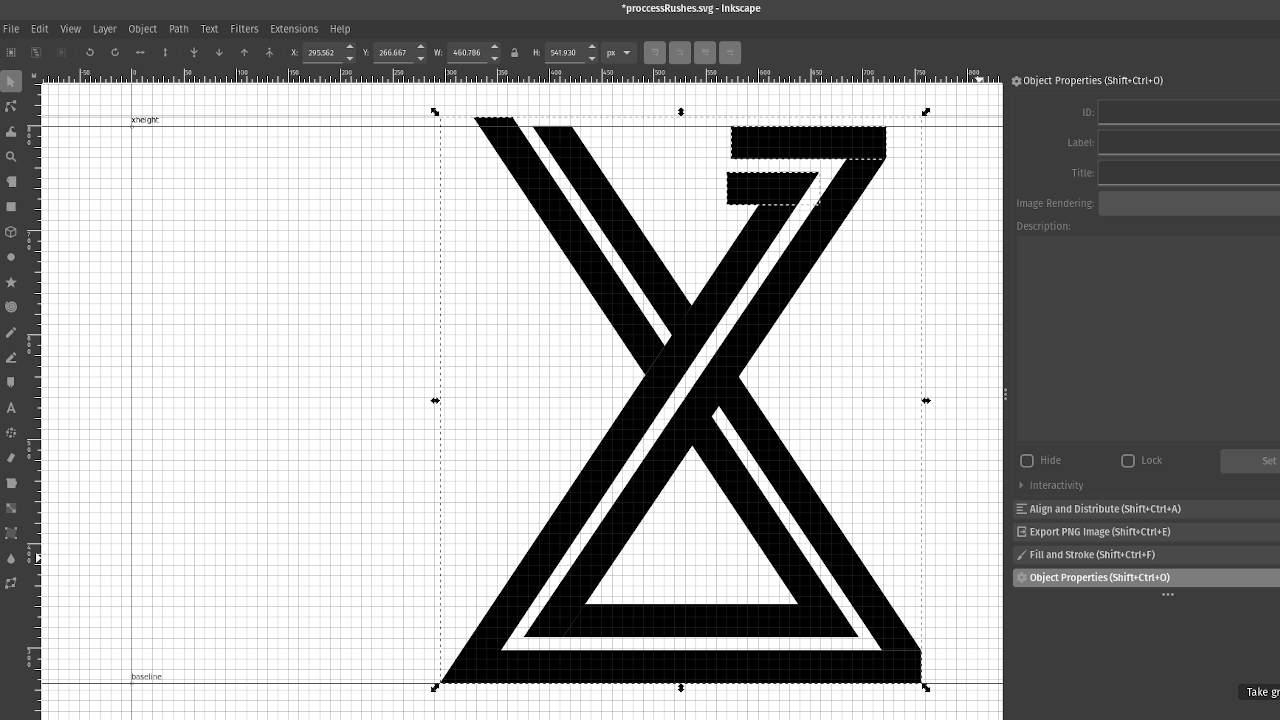 *proccessRushes.svg - Inkscape
File Edit View Layer Object Path Text Filters Extensions Help
X: 295.562 Y: 266.667 W: 460.786 H: 541.930 px
-50 0 50 100 150 200 250 300 350 400 450 500 550 600 650 700 750 800
Object Properties (Shift+Ctrl+O)
ID:
xheight
Label:
Title:
Image Rendering:
Description:
Hide Lock Set
Interactivity
Align and Distribute (Shift+Ctrl+A)
Export PNG Image (Shift+Ctrl+E)
Fill and Stroke (Shift+Ctrl+F)
Object Properties (Shift+Ctrl+O)
baseline
Take